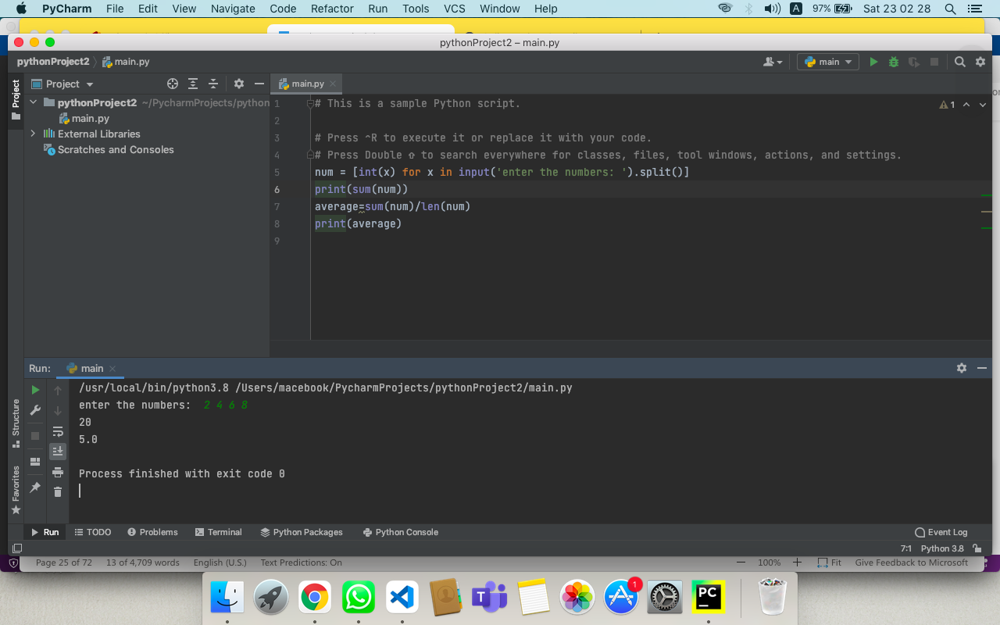 PyCharm File Edit View Navigate Code Refactor Run Tools VCS Window Help A 97% Sat 23 02 28
pythonProject2 – main.py
pythonProject2 main.py main
Project
Project main.py
pythonProject2 ~/PycharmProjects/python
main.py
External Libraries
Scratches and Consoles
1 # This is a sample Python script. 1
2
3 # Press ^R to execute it or replace it with your code.
4 # Press Double ⇧ to search everywhere for classes, files, tool windows, actions, and settings.
5 num = [int(x) for x in input('enter the numbers: ').split()]
6 print(sum(num))
7 average=sum(num)/len(num)
8 print(average)
9
Run: main
/usr/local/bin/python3.8 /Users/macebook/PycharmProjects/pythonProject2/main.py
enter the numbers: 2 4 6 8
20
5.0
Process finished with exit code 0
Structure
Favorites
Run TODO Problems Terminal Python Packages Python Console Event Log
7:1 Python 3.8
Page 25 of 72 13 of 4,709 words English (U.S.) Text Predictions: On 100% Fit Give Feedback to Microsoft
T 1 PC